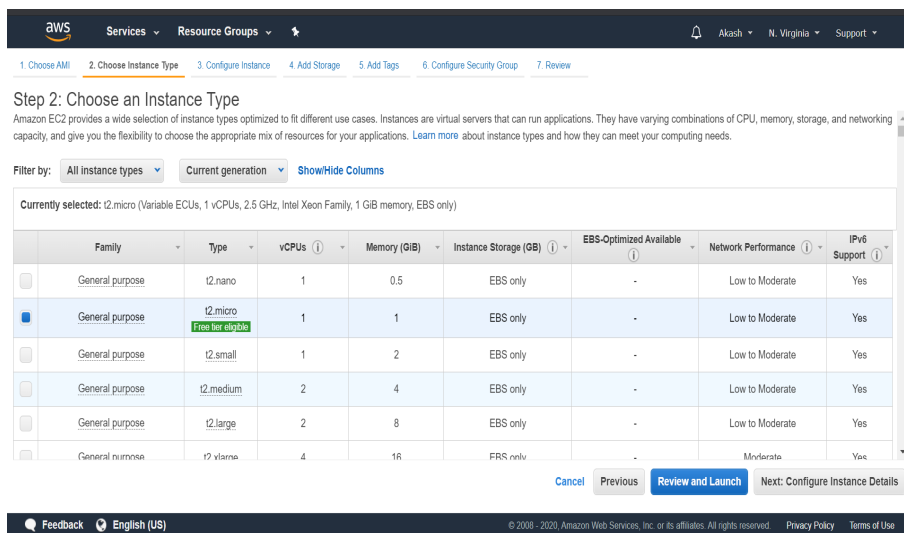 aws Services Resource Groups Akash N. Virginia Support
1. Choose AMI 2. Choose Instance Type 3. Configure Instance 4. Add Storage 5. Add Tags 6. Configure Security Group 7. Review
Step 2: Choose an Instance Type
Amazon EC2 provides a wide selection of instance types optimized to fit different use cases. Instances are virtual servers that can run applications. They have varying combinations of CPU, memory, storage, and networking
capacity, and give you the flexibility to choose the appropriate mix of resources for your applications. Learn more about instance types and how they can meet your computing needs.
Filter by: All instance types Current generation Show/Hide Columns
Currently selected: t2.micro (Variable ECUs, 1 vCPUs, 2.5 GHz, Intel Xeon Family, 1 GiB memory, EBS only)
Family Type vCPUs Memory (GiB) Instance Storage (GB) EBS-Optimized Available Network Performance IPv6 Support
General purpose t2.nano 1 0.5 EBS only - Low to Moderate Yes
General purpose t2.micro Free tier eligible 1 1 EBS only - Low to Moderate Yes
General purpose t2.small 1 2 EBS only - Low to Moderate Yes
General purpose t2.medium 2 4 EBS only - Low to Moderate Yes
General purpose t2.large 2 8 EBS only - Low to Moderate Yes
General purpose t2.xlarge 4 16 EBS only - Moderate Yes
Cancel Previous Review and Launch Next: Configure Instance Details
Feedback English (US) © 2008 - 2020, Amazon Web Services, Inc. or its affiliates. All rights reserved. Privacy Policy Terms of Use